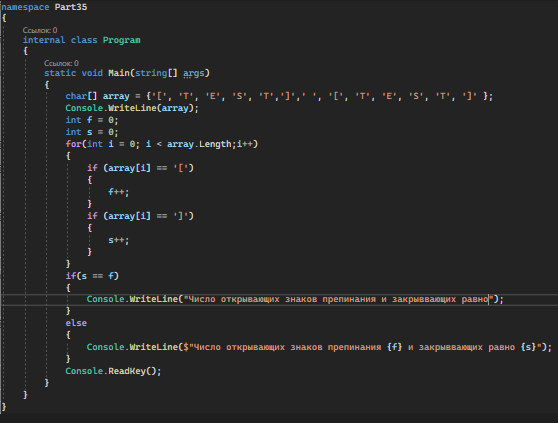 namespace Part35
{
Ссылок: 0
internal class Program
{
Ссылок: 0
static void Main(string[] args)
{
char[] array = {'[', 'T', 'E', 'S', 'T',']',' ', '[', 'T', 'E', 'S', 'T', ']' };
Console.WriteLine(array);
int f = 0;
int s = 0;
for(int i = 0; i < array.Length;i++)
{
if (array[i] == '[')
{
f++;
}
if (array[i] == ']')
{
s++;
}
}
if(s == f)
{
Console.WriteLine("Число открывающих знаков препинания и закрыввающих равно");
}
else
{
Console.WriteLine($"Число открывающих знаков препинания {f} и закрыввающих равно {s}");
}
Console.ReadKey();
}
}
}